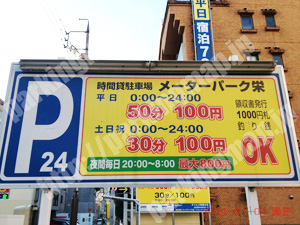 平日
宿泊7
時間貸駐車場 メーターパーク栄
平日 0:00〜24:00
50分 100円
土日祝 0:00〜24:00
30分 100円
夜間毎日 20:00〜8:00 最大900円
領収書発行
1000円札
釣り銭
OK
P
24
30分/100円